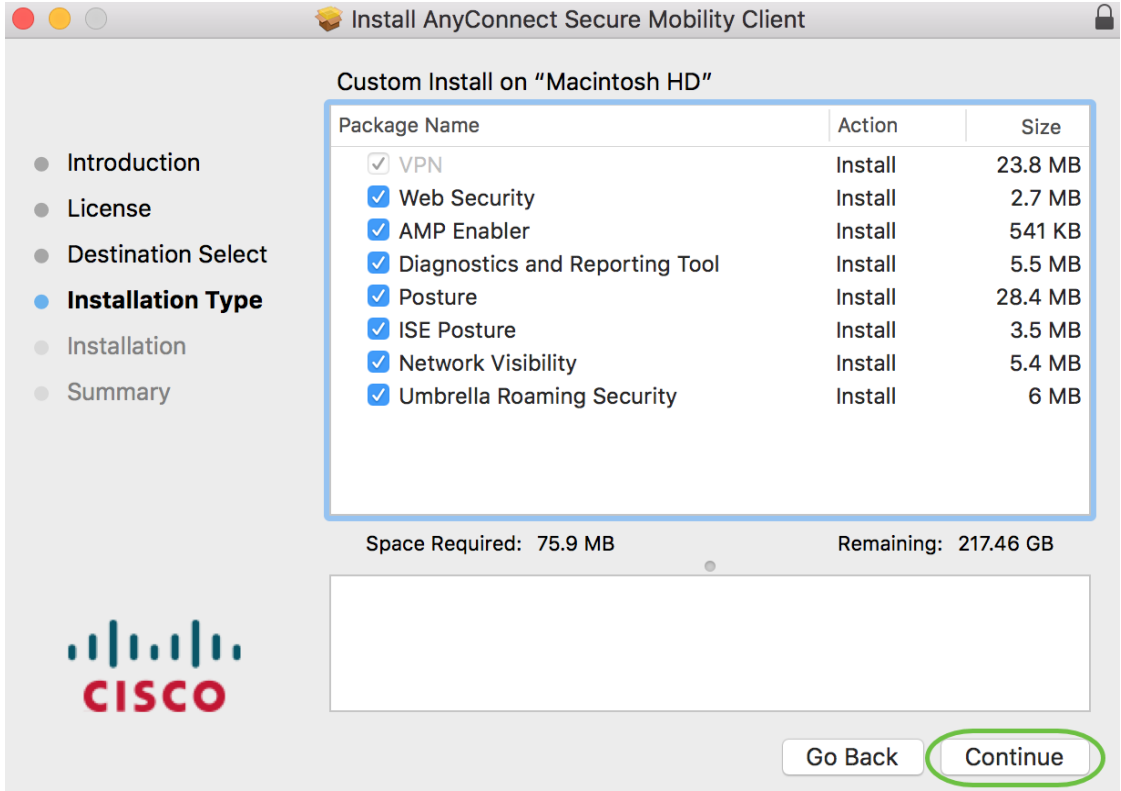 Install AnyConnect Secure Mobility Client
Custom Install on “Macintosh HD”
Package Name Action Size
VPN Install 23.8 MB
Web Security Install 2.7 MB
AMP Enabler Install 541 KB
Diagnostics and Reporting Tool Install 5.5 MB
Posture Install 28.4 MB
ISE Posture Install 3.5 MB
Network Visibility Install 5.4 MB
Umbrella Roaming Security Install 6 MB
Space Required: 75.9 MB Remaining: 217.46 GB
Introduction
License
Destination Select
Installation Type
Installation
Summary
CISCO
Go Back Continue